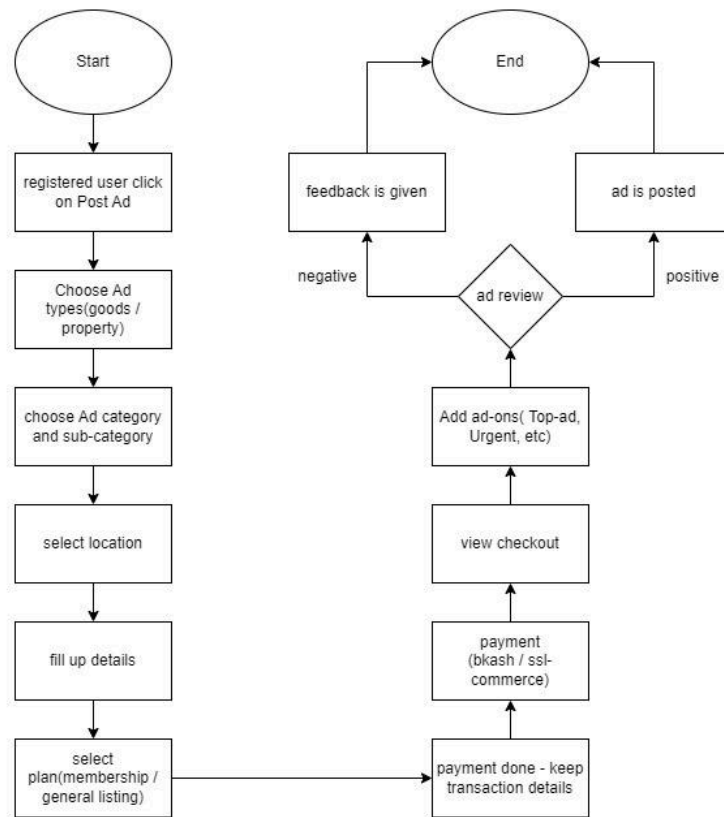 Start
registered user click
on Post Ad
Choose Ad
types(goods /
property)
choose Ad category
and sub-category
select location
fill up details
select
plan(membership /
general listing)
payment done - keep
transaction details
payment
(bkash / ssl-
commerce)
view checkout
Add ad-ons( Top-ad,
Urgent, etc)
ad review
negative
positive
feedback is given
ad is posted
End